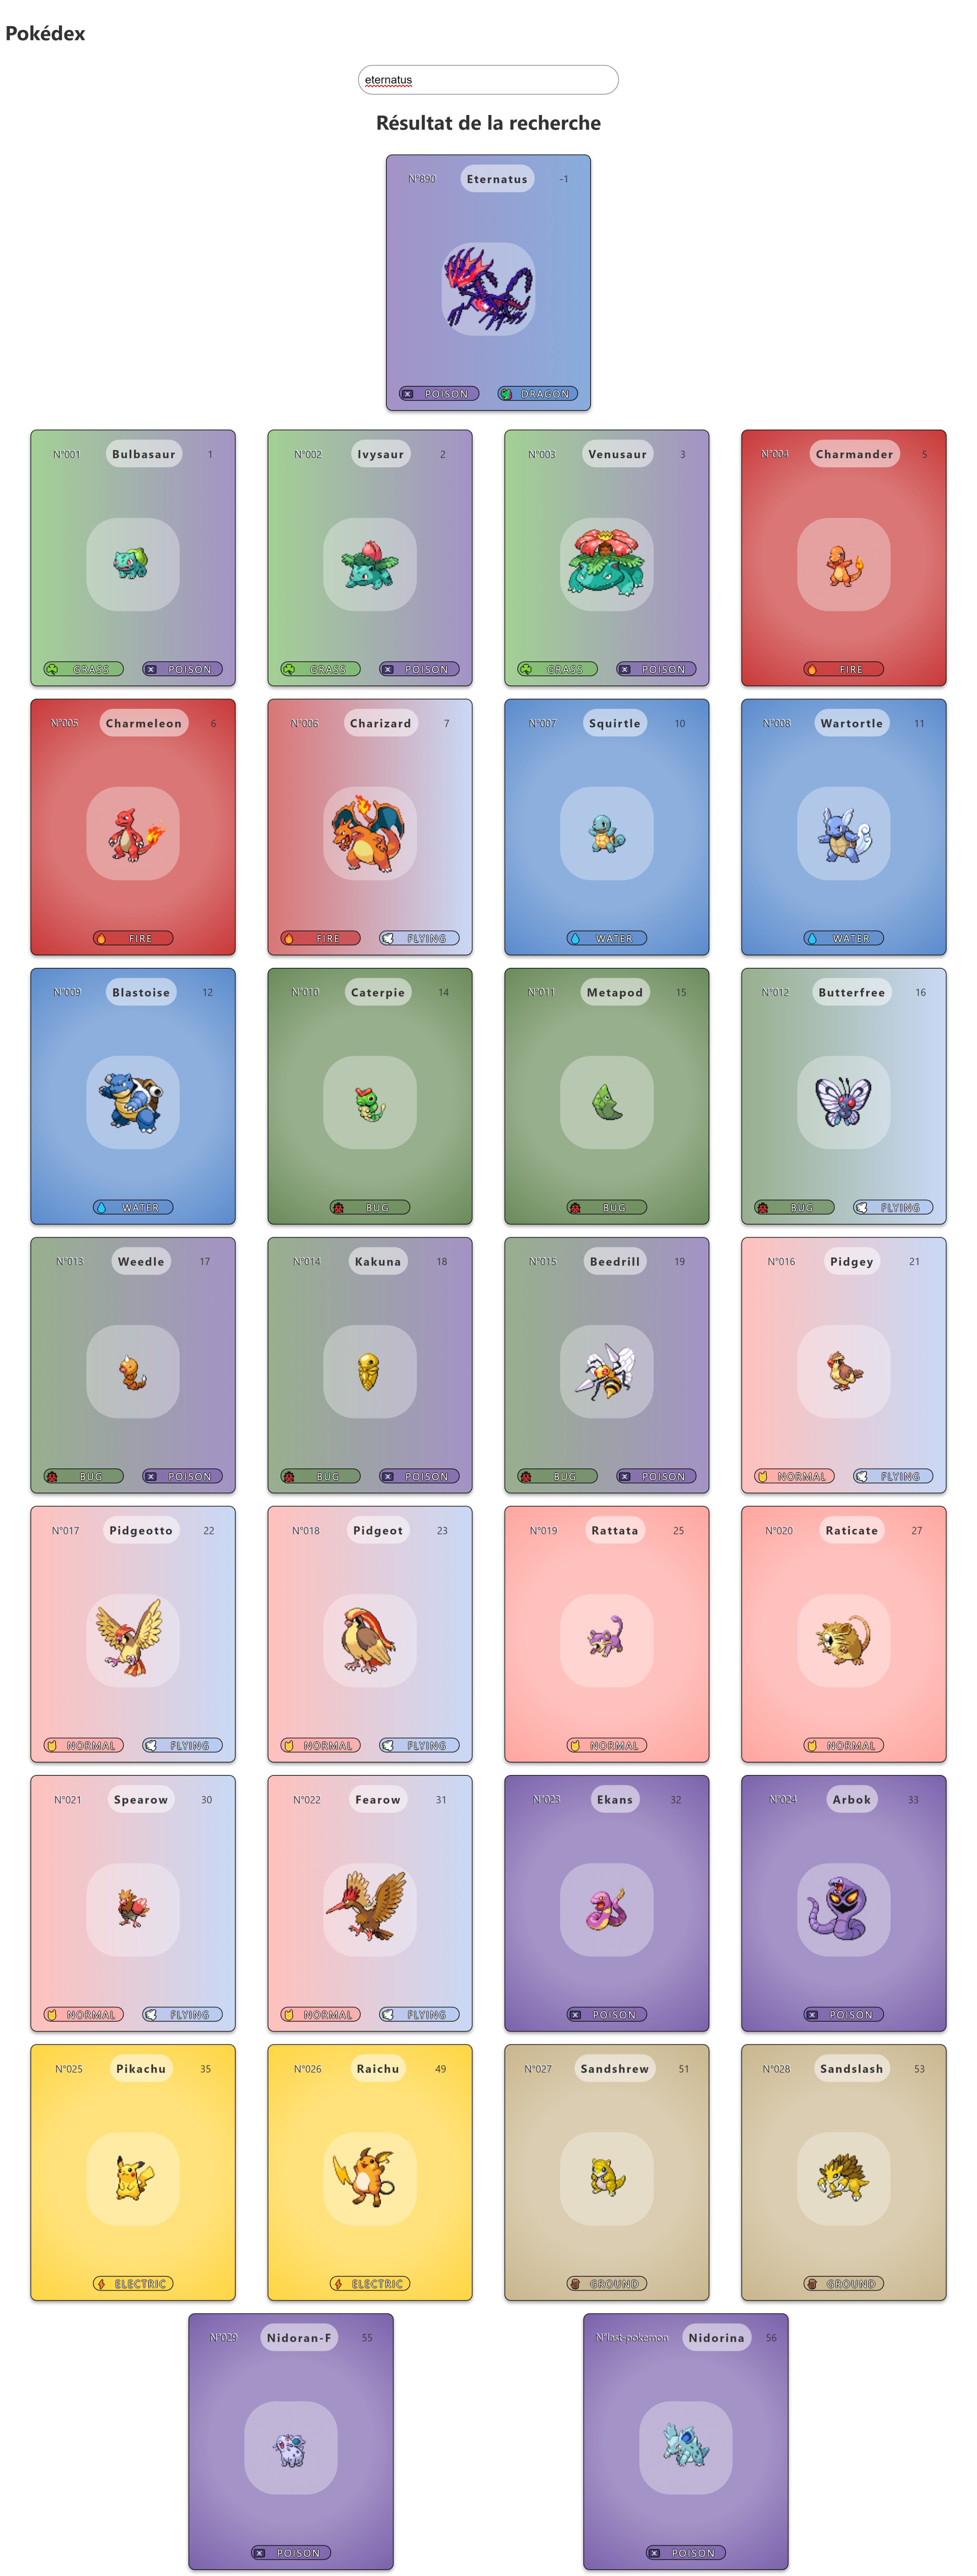 Pokédex
eternatus
Résultat de la recherche
N°890 Eternatus -1
POISON DRAGON
N°001 Bulbasaur 1
GRASS POISON
N°002 Ivysaur 2
GRASS POISON
N°003 Venusaur 3
GRASS POISON
N°004 Charmander 5
FIRE
N°005 Charmeleon 6
FIRE
N°006 Charizard 7
FIRE FLYING
N°007 Squirtle 10
WATER
N°008 Wartortle 11
WATER
N°009 Blastoise 12
WATER
N°010 Caterpie 14
BUG
N°011 Metapod 15
BUG
N°012 Butterfree 16
BUG FLYING
N°013 Weedle 17
BUG POISON
N°014 Kakuna 18
BUG POISON
N°015 Beedrill 19
BUG POISON
N°016 Pidgey 21
NORMAL FLYING
N°017 Pidgeotto 22
NORMAL FLYING
N°018 Pidgeot 23
NORMAL FLYING
N°019 Rattata 25
NORMAL
N°020 Raticate 27
NORMAL
N°021 Spearow 30
NORMAL FLYING
N°022 Fearow 31
NORMAL FLYING
N°023 Ekans 32
POISON
N°024 Arbok 33
POISON
N°025 Pikachu 35
ELECTRIC
N°026 Raichu 49
ELECTRIC
N°027 Sandshrew 51
GROUND
N°028 Sandslash 53
GROUND
N°029 Nidoran-F 55
POISON
N°last-pokemon Nidorina 56
POISON